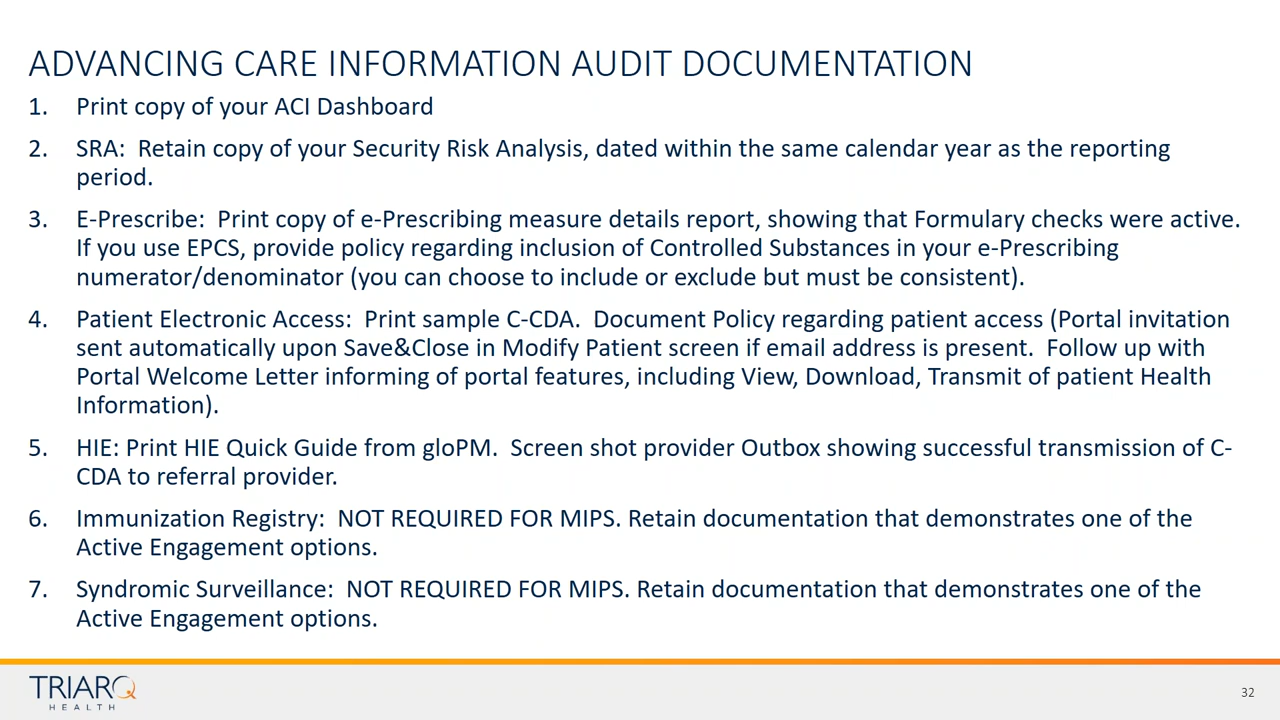 ADVANCING CARE INFORMATION AUDIT DOCUMENTATION
1. Print copy of your ACI Dashboard
2. SRA:  Retain copy of your Security Risk Analysis, dated within the same calendar year as the reporting
period.
3. E-Prescribe:  Print copy of e-Prescribing measure details report, showing that Formulary checks were active.
If you use EPCS, provide policy regarding inclusion of Controlled Substances in your e-Prescribing
numerator/denominator (you can choose to include or exclude but must be consistent).
4. Patient Electronic Access:  Print sample C-CDA.  Document Policy regarding patient access (Portal invitation
sent automatically upon Save&Close in Modify Patient screen if email address is present.  Follow up with
Portal Welcome Letter informing of portal features, including View, Download, Transmit of patient Health
Information).
5. HIE: Print HIE Quick Guide from gloPM.  Screen shot provider Outbox showing successful transmission of C-
CDA to referral provider.
6. Immunization Registry:  NOT REQUIRED FOR MIPS. Retain documentation that demonstrates one of the
Active Engagement options.
7. Syndromic Surveillance:  NOT REQUIRED FOR MIPS. Retain documentation that demonstrates one of the
Active Engagement options.
TRIARQ
HEALTH
32